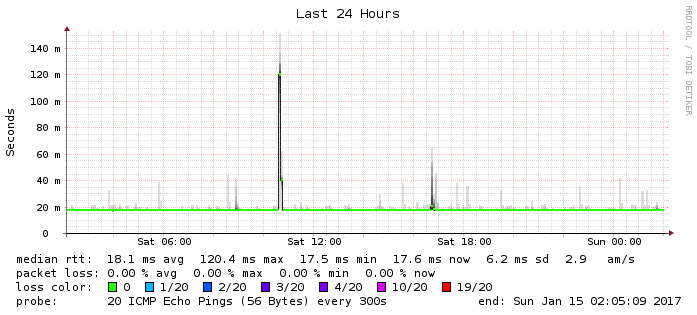 Last 24 Hours
RRDTOOL / TOBI OETIKER
Seconds
140 m
120 m
100 m
80 m
60 m
40 m
20 m
0
Sat 06:00 Sat 12:00 Sat 18:00 Sun 00:00
median rtt: 18.1 ms avg 120.4 ms max 17.5 ms min 17.6 ms now 6.2 ms sd 2.9 am/s
packet loss: 0.00 % avg 0.00 % max 0.00 % min 0.00 % now
loss color: 0 1/20 2/20 3/20 4/20 10/20 19/20
probe: 20 ICMP Echo Pings (56 Bytes) every 300s end: Sun Jan 15 02:05:09 2017